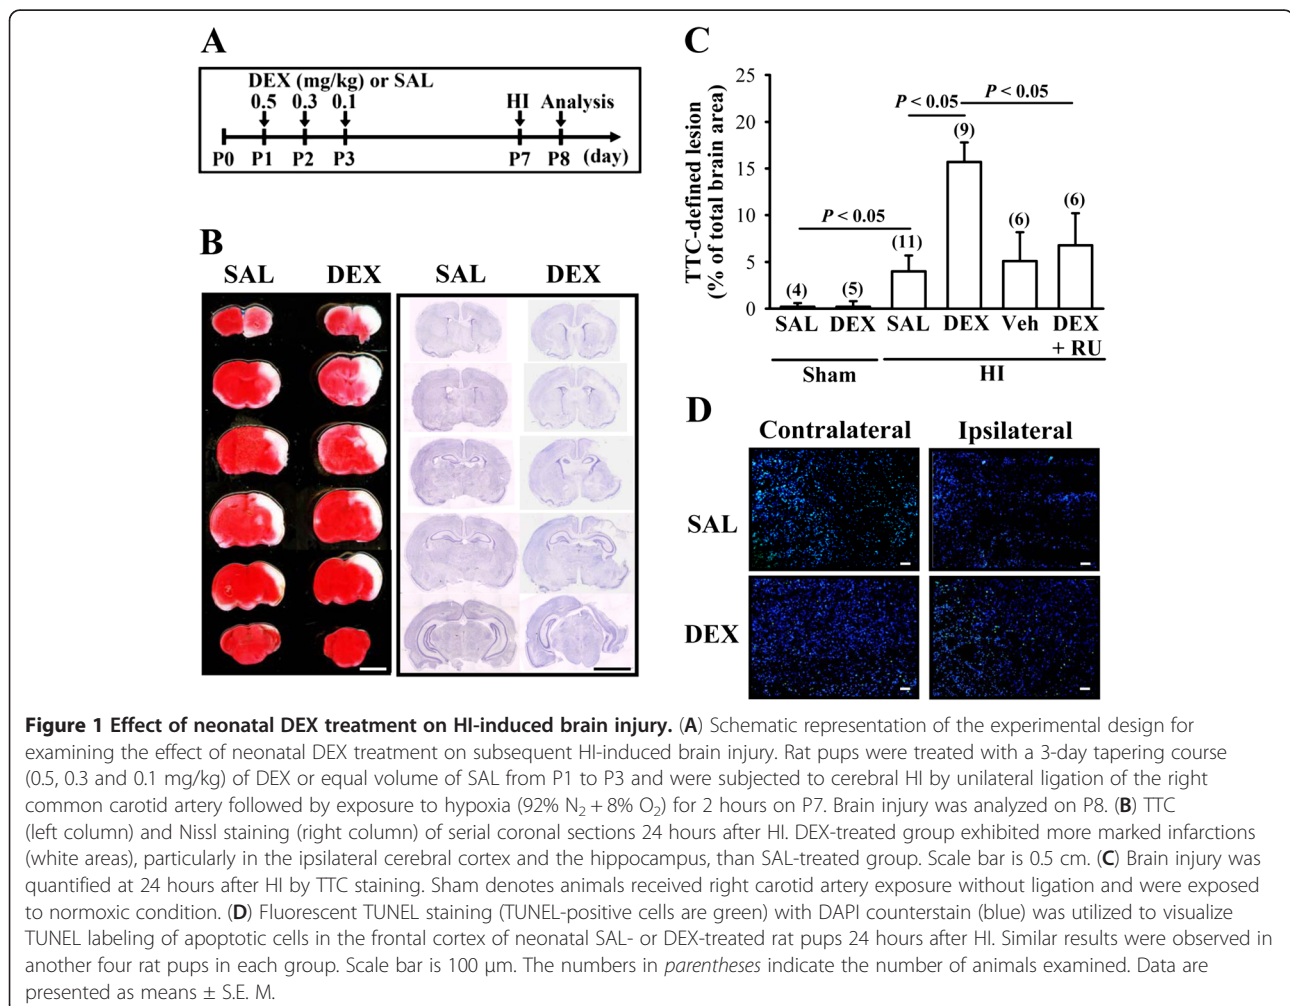 A
DEX (mg/kg) or SAL
0.5 0.3 0.1 HI Analysis
P0 P1 P2 P3 P7 P8 (day)
B
SAL DEX SAL DEX
C
TTC-defined lesion
(% of total brain area)
25
20
15
10
5
0
P < 0.05
P < 0.05
P < 0.05
(4) (5) (11) (9) (6) (6)
SAL DEX SAL DEX Veh DEX
+ RU
Sham HI
D
Contralateral Ipsilateral
SAL
DEX
Figure 1 Effect of neonatal DEX treatment on HI-induced brain injury. (A) Schematic representation of the experimental design for
examining the effect of neonatal DEX treatment on subsequent HI-induced brain injury. Rat pups were treated with a 3-day tapering course
(0.5, 0.3 and 0.1 mg/kg) of DEX or equal volume of SAL from P1 to P3 and were subjected to cerebral HI by unilateral ligation of the right
common carotid artery followed by exposure to hypoxia (92% N₂ + 8% O₂) for 2 hours on P7. Brain injury was analyzed on P8. (B) TTC
(left column) and Nissl staining (right column) of serial coronal sections 24 hours after HI. DEX-treated group exhibited more marked infarctions
(white areas), particularly in the ipsilateral cerebral cortex and the hippocampus, than SAL-treated group. Scale bar is 0.5 cm. (C) Brain injury was
quantified at 24 hours after HI by TTC staining. Sham denotes animals received right carotid artery exposure without ligation and were exposed
to normoxic condition. (D) Fluorescent TUNEL staining (TUNEL-positive cells are green) with DAPI counterstain (blue) was utilized to visualize
TUNEL labeling of apoptotic cells in the frontal cortex of neonatal SAL- or DEX-treated rat pups 24 hours after HI. Similar results were observed in
another four rat pups in each group. Scale bar is 100 μm. The numbers in parentheses indicate the number of animals examined. Data are
presented as means ± S.E. M.